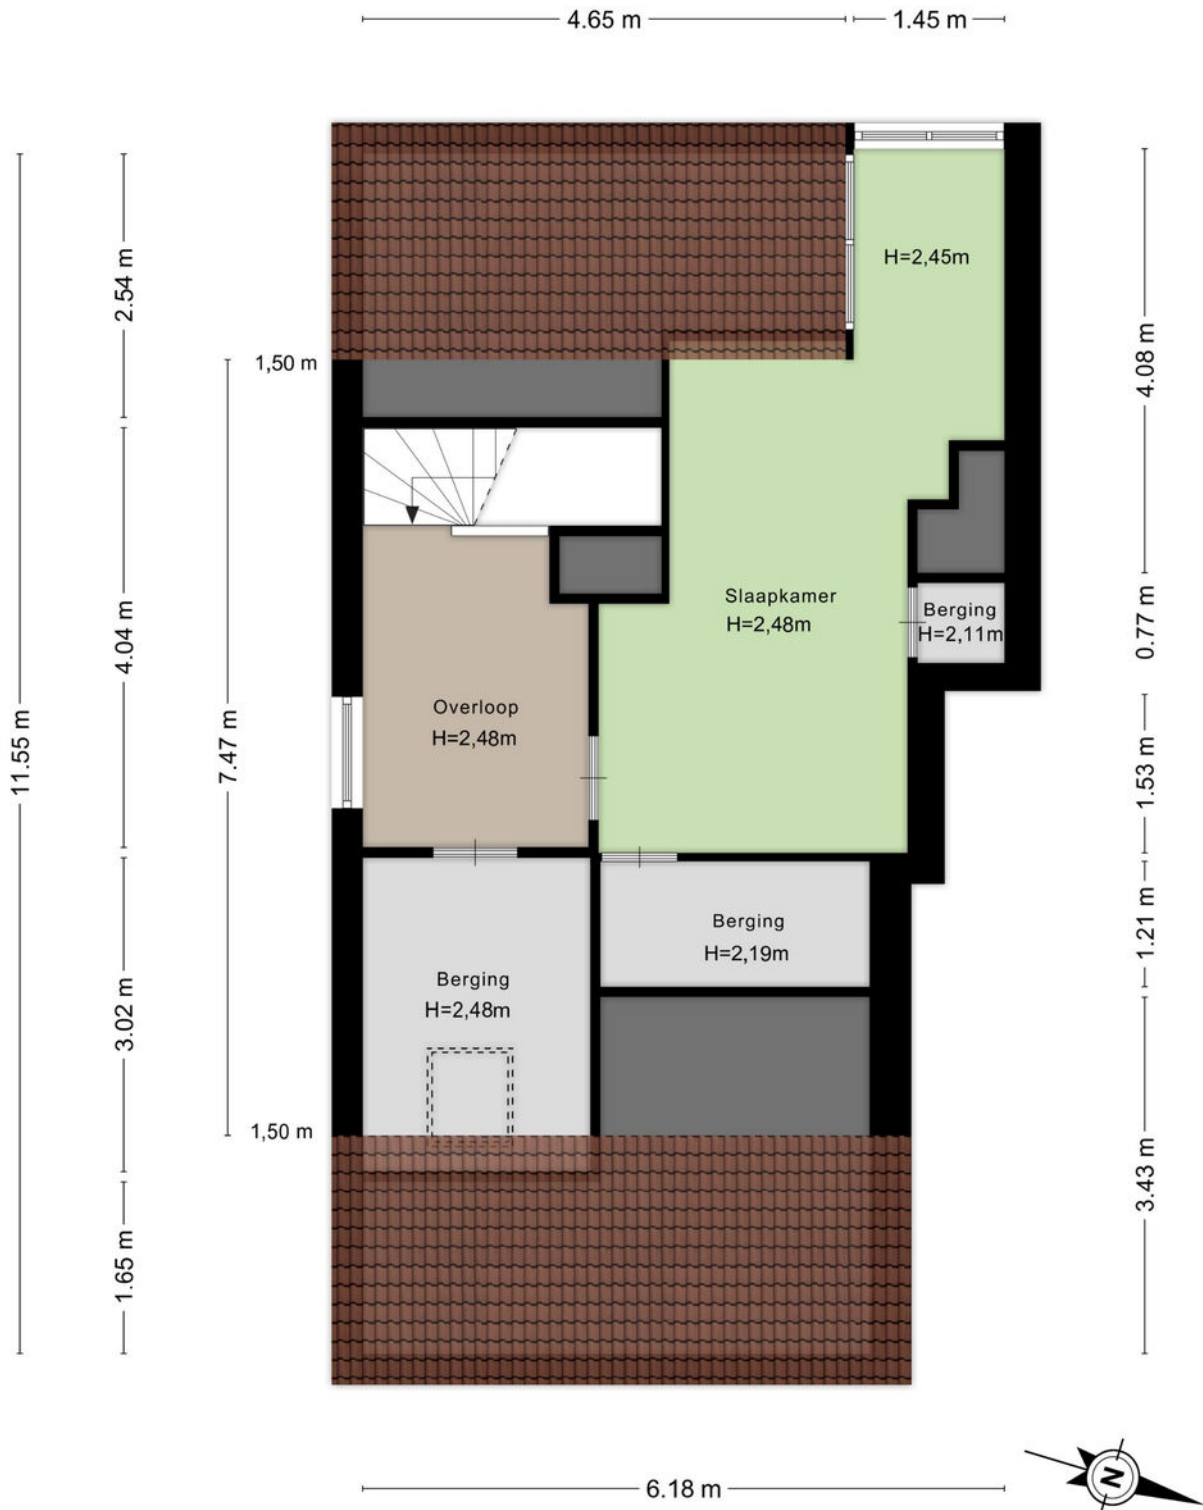 4.65 m
1.45 m
2.54 m
H=2,45m
4.08 m
1,50 m
4.04 m
Slaapkamer
H=2,48m
Berging
H=2,11m
0.77 m
Overloop
H=2,48m
11.55 m
7.47 m
1.53 m
Berging
H=2,19m
1.21 m
Berging
H=2,48m
3.02 m
1,50 m
3.43 m
1.65 m
6.18 m
N